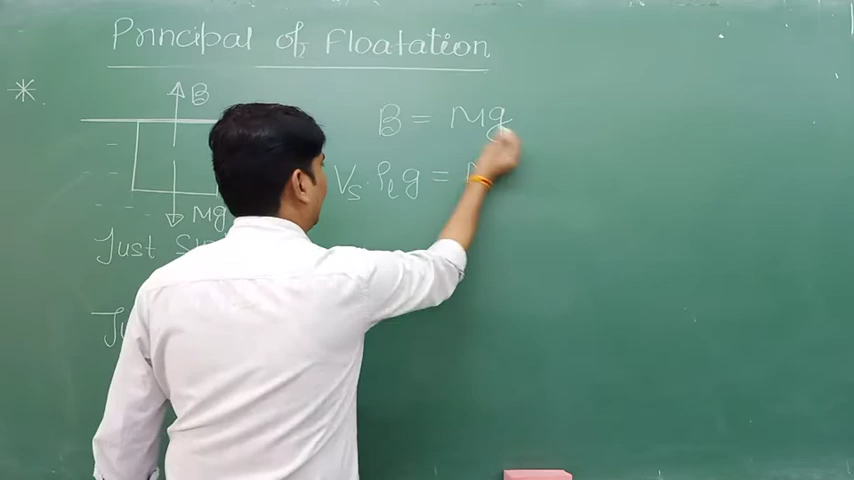 Principal of Floatation
* B
B = Mg
Vs. ρℓ g =
Mg
Just